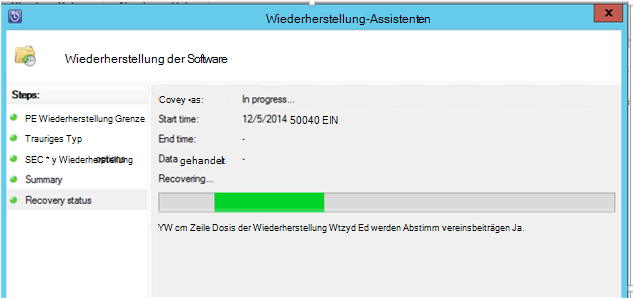 Wiederherstellung-Assistenten
x
Wiederherstellung der Software
Steps:
PE Wiederherstellung Grenze
Trauriges Typ
SEC * y Wiederherstellung options
Summary
Recovery status
Covey -as: In progress...
Start time: 12/5/2014 50040 EIN
End time: -
Data gehandelt -
Recovering...
YW cm Zeile Dosis der Wiederherstellung Wtzyd Ed werden Abstimm vereinsbeiträgen Ja.